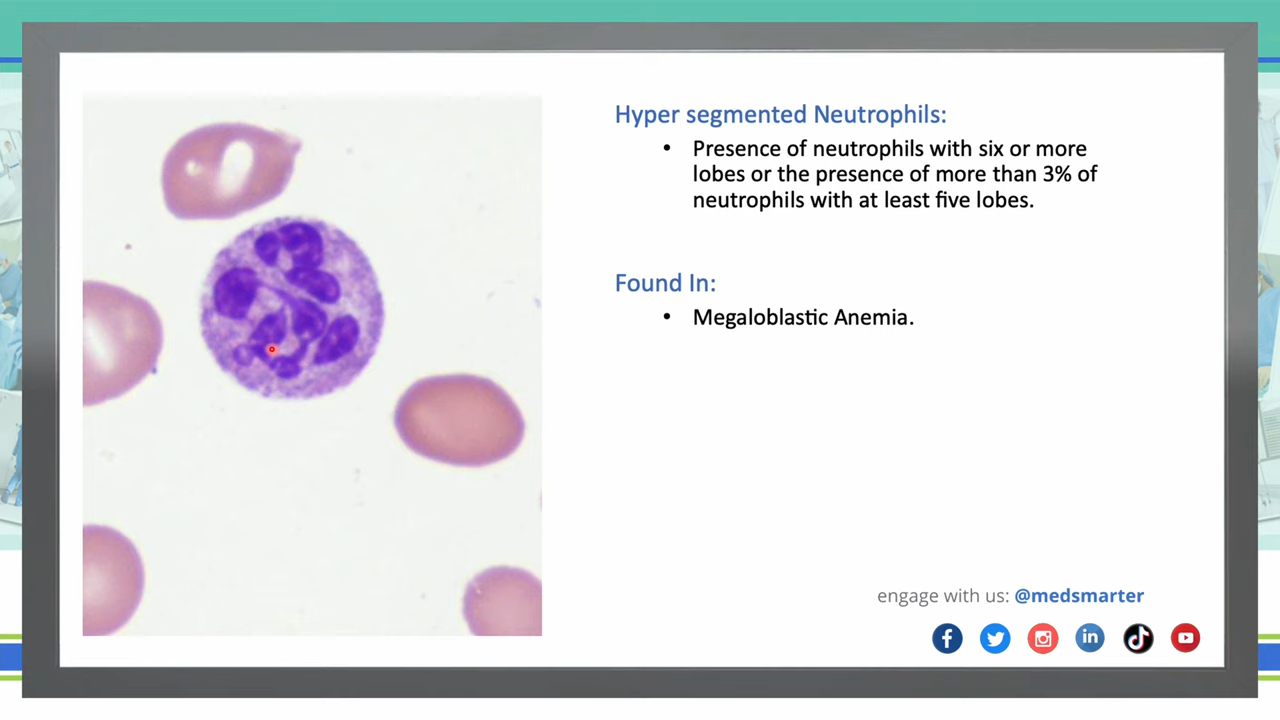 Hyper segmented Neutrophils:
• Presence of neutrophils with six or more
lobes or the presence of more than 3% of
neutrophils with at least five lobes.
Found In:
• Megaloblastic Anemia.
engage with us: @medsmarter